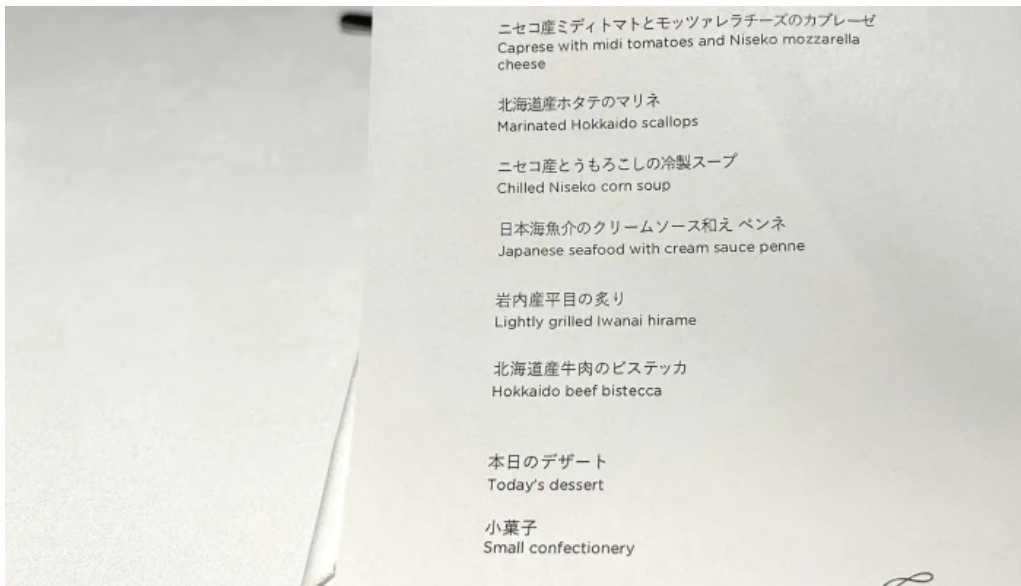 ニセコ産ミディトマトとモッツァレラチーズのカプレーゼ
Caprese with midi tomatoes and Niseko mozzarella
cheese
北海道産ホタテのマリネ
Marinated Hokkaido scallops
ニセコ産とうもろこしの冷製スープ
Chilled Niseko corn soup
日本海魚介のクリームソース和え ペンネ
Japanese seafood with cream sauce penne
岩内産平目の炙り
Lightly grilled Iwanai hirame
北海道産牛肉のビステッカ
Hokkaido beef bistecca
本日のデザート
Today's dessert
小菓子
Small confectionery